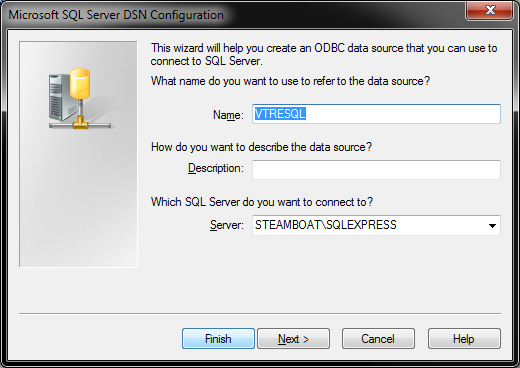 Microsoft SQL Server DSN Configuration
This wizard will help you create an ODBC data source that you can use to
connect to SQL Server.
What name do you want to use to refer to the data source?
Name: VTRESQL
How do you want to describe the data source?
Description:
Which SQL Server do you want to connect to?
Server: STEAMBOAT\SQLEXPRESS
Finish Next > Cancel Help